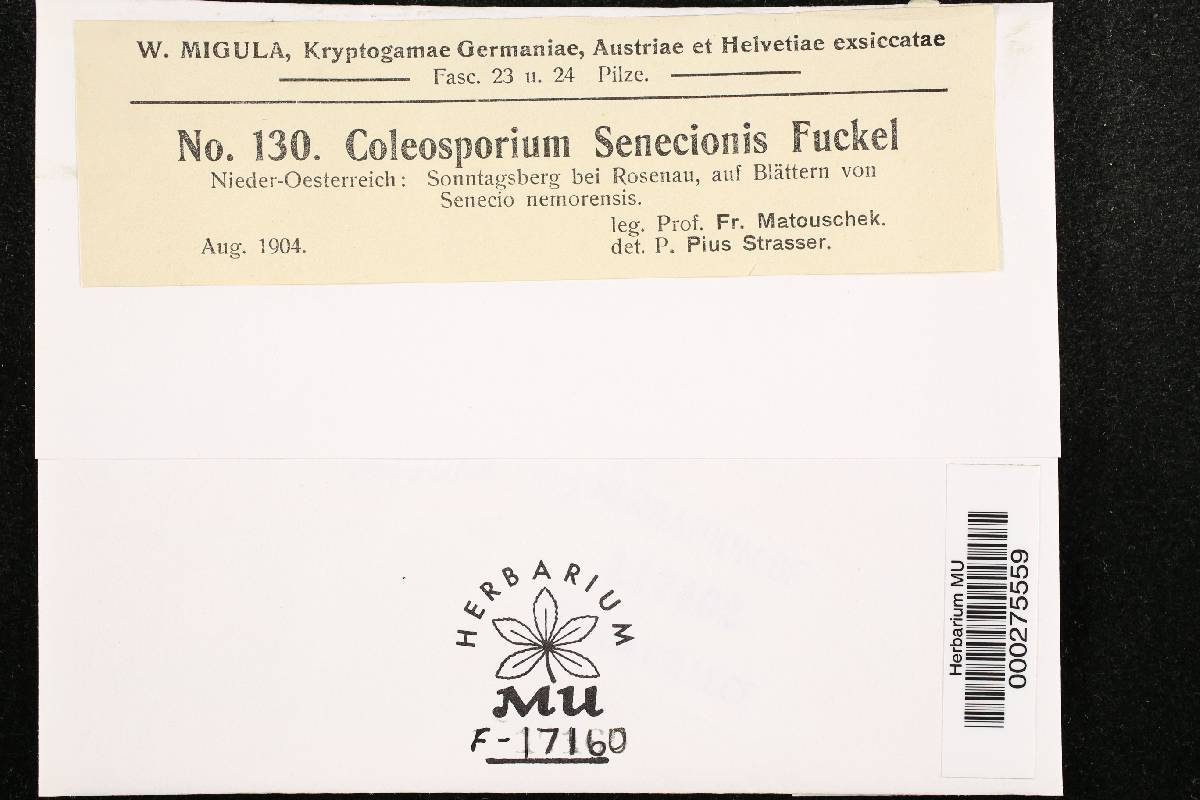 W. MIGULA, Kryptogamae Germaniae, Austriae et Helvetiae exsiccatae
Fasc. 23 u. 24 Pilze.
No. 130. Coleosporium Senecionis Fuckel
Nieder-Oesterreich: Sonntagsberg bei Rosenau, auf Blättern von
Senecio nemorensis.
leg. Prof. Fr. Matouschek.
Aug. 1904.
det. P. Pius Strasser.
HERBARIUM
MU
F-17160
Herbarium MU
000275559